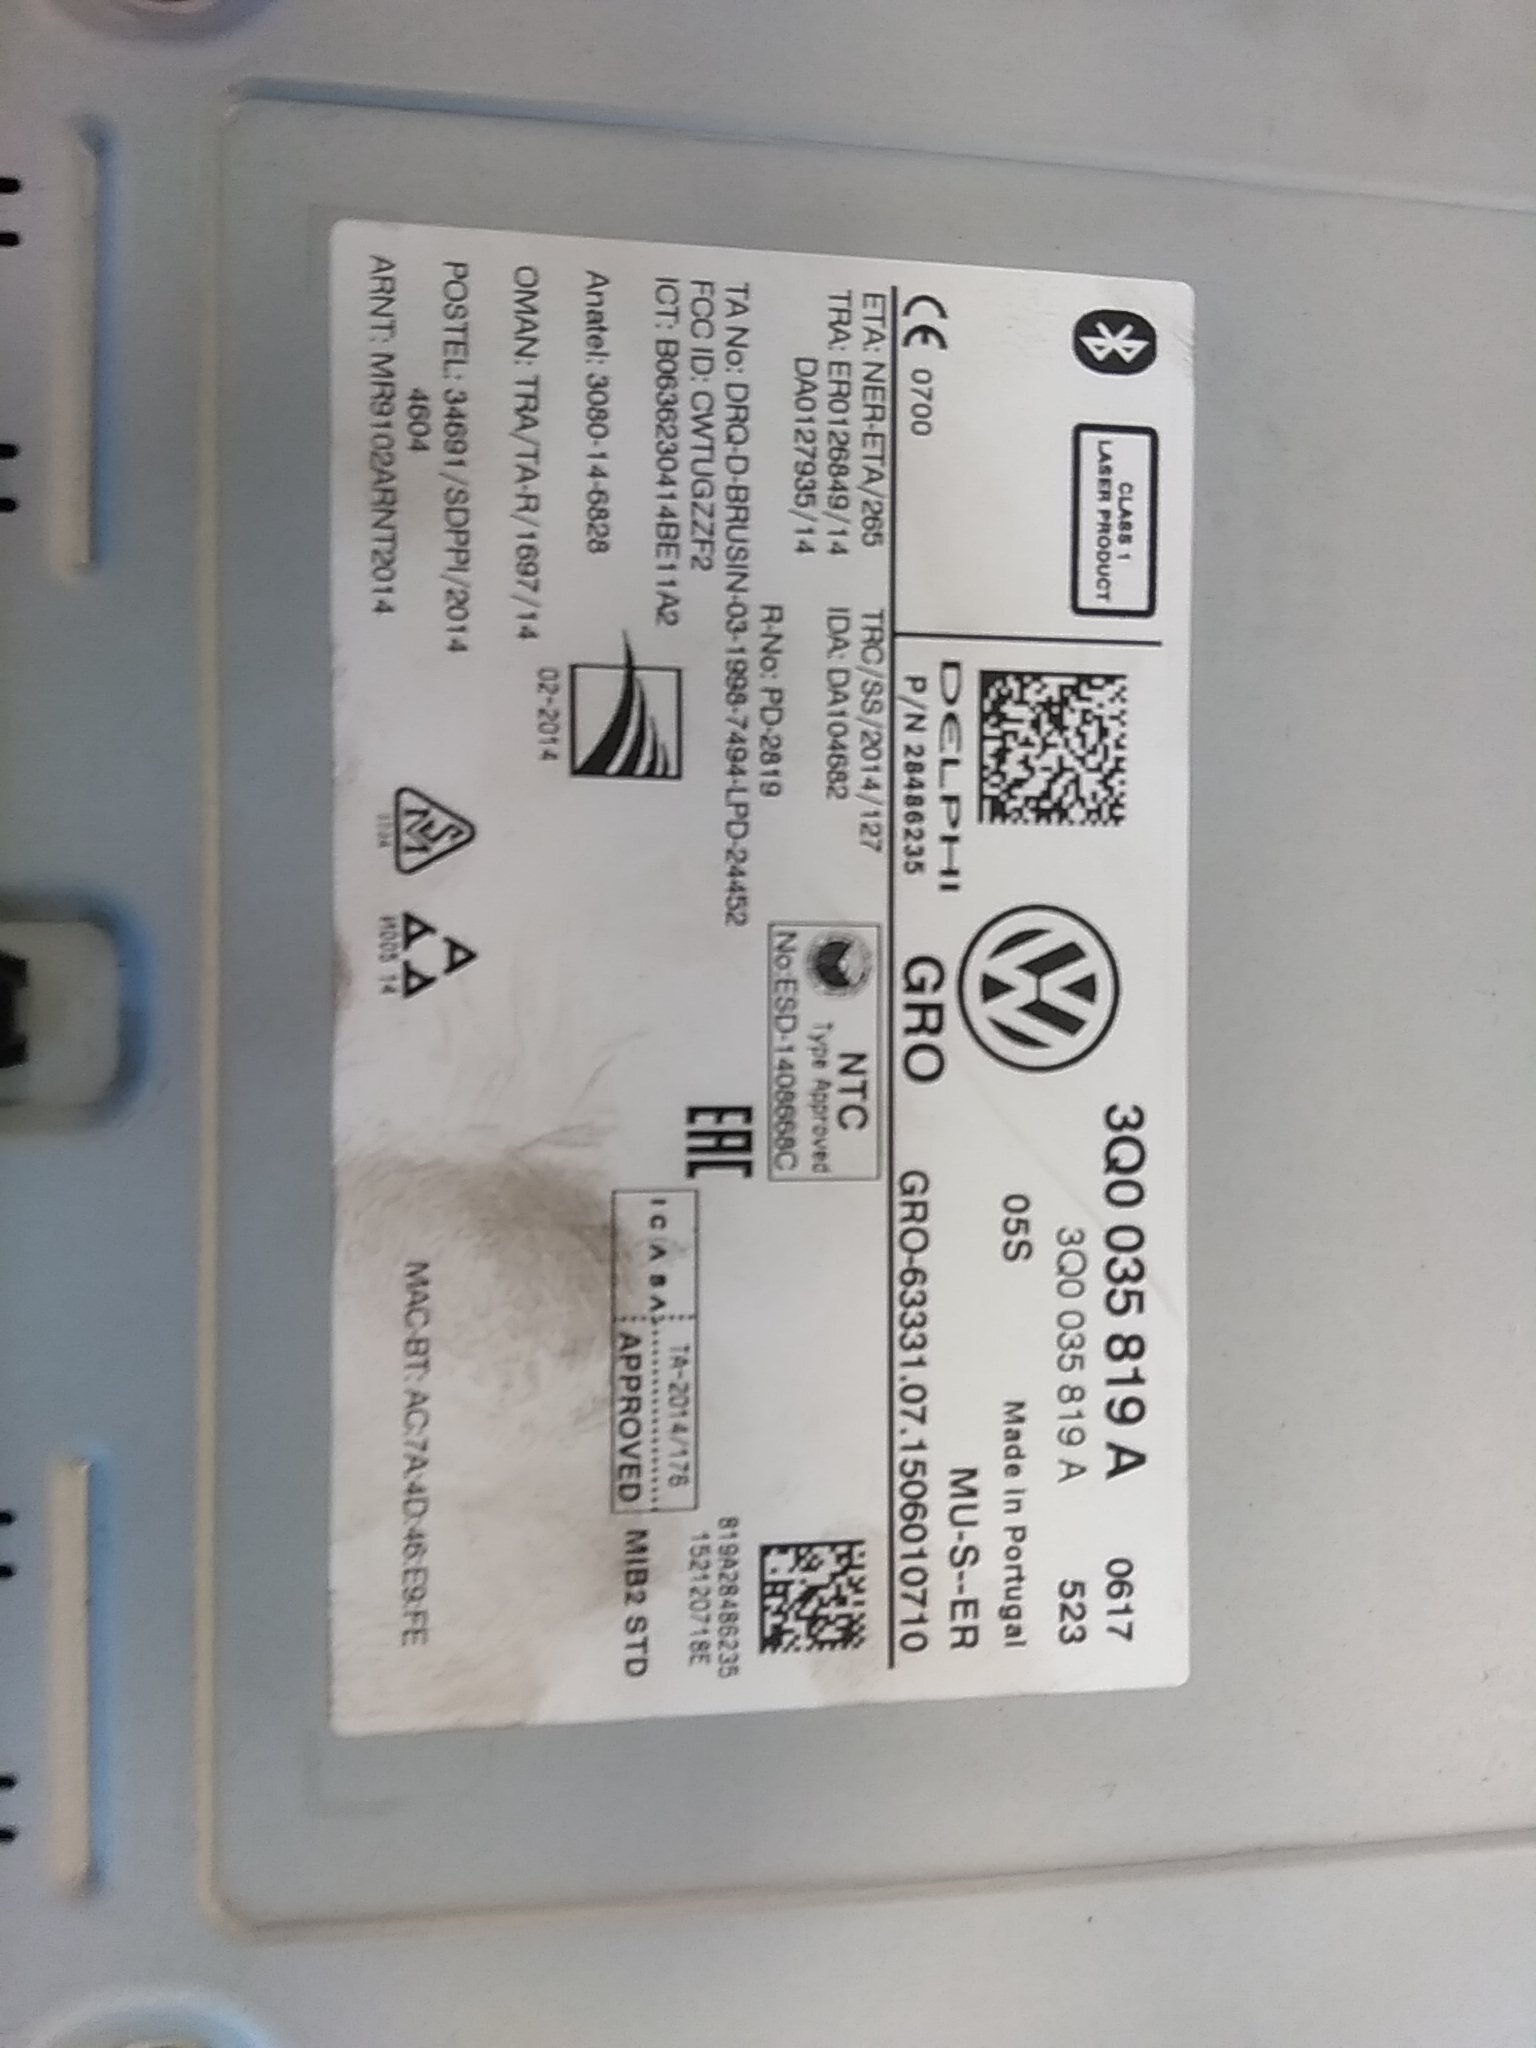 3Q0 035 819 A 0617
3Q0 035 819 A 523
CLASS 1
LASER PRODUCT
05S Made in Portugal
DELPHI
MU-S--ER
CE 0700
P/N 28486235
GRO GRO-63331.07.1506010710
ETA: NER-ETA/265 TRC/SS/2014/127
TRA: ER0126849/14 IDA: DA104682
DA0127935/14
NTC
Type Approved
No:ESD-1408668C
R-No: PD-2819
TA No: DRQ-D-BRUSIN-03-1998-7494-LPD-24452
FCC ID: CWTUGZZF2
ICT: B0636230414BE11A2
EAC
819A28486235
152120718E
ICASA TA-2014/176
APPROVED
MIB2 STD
Anatel: 3080-14-6828
OMAN: TRA/TA-R/1697/14
02-2014
POSTEL: 34691/SDPPI/2014
4604
ARNT: MR9102ARNT2014
MAC-BT: AC:7A:4D:46:E9:FE